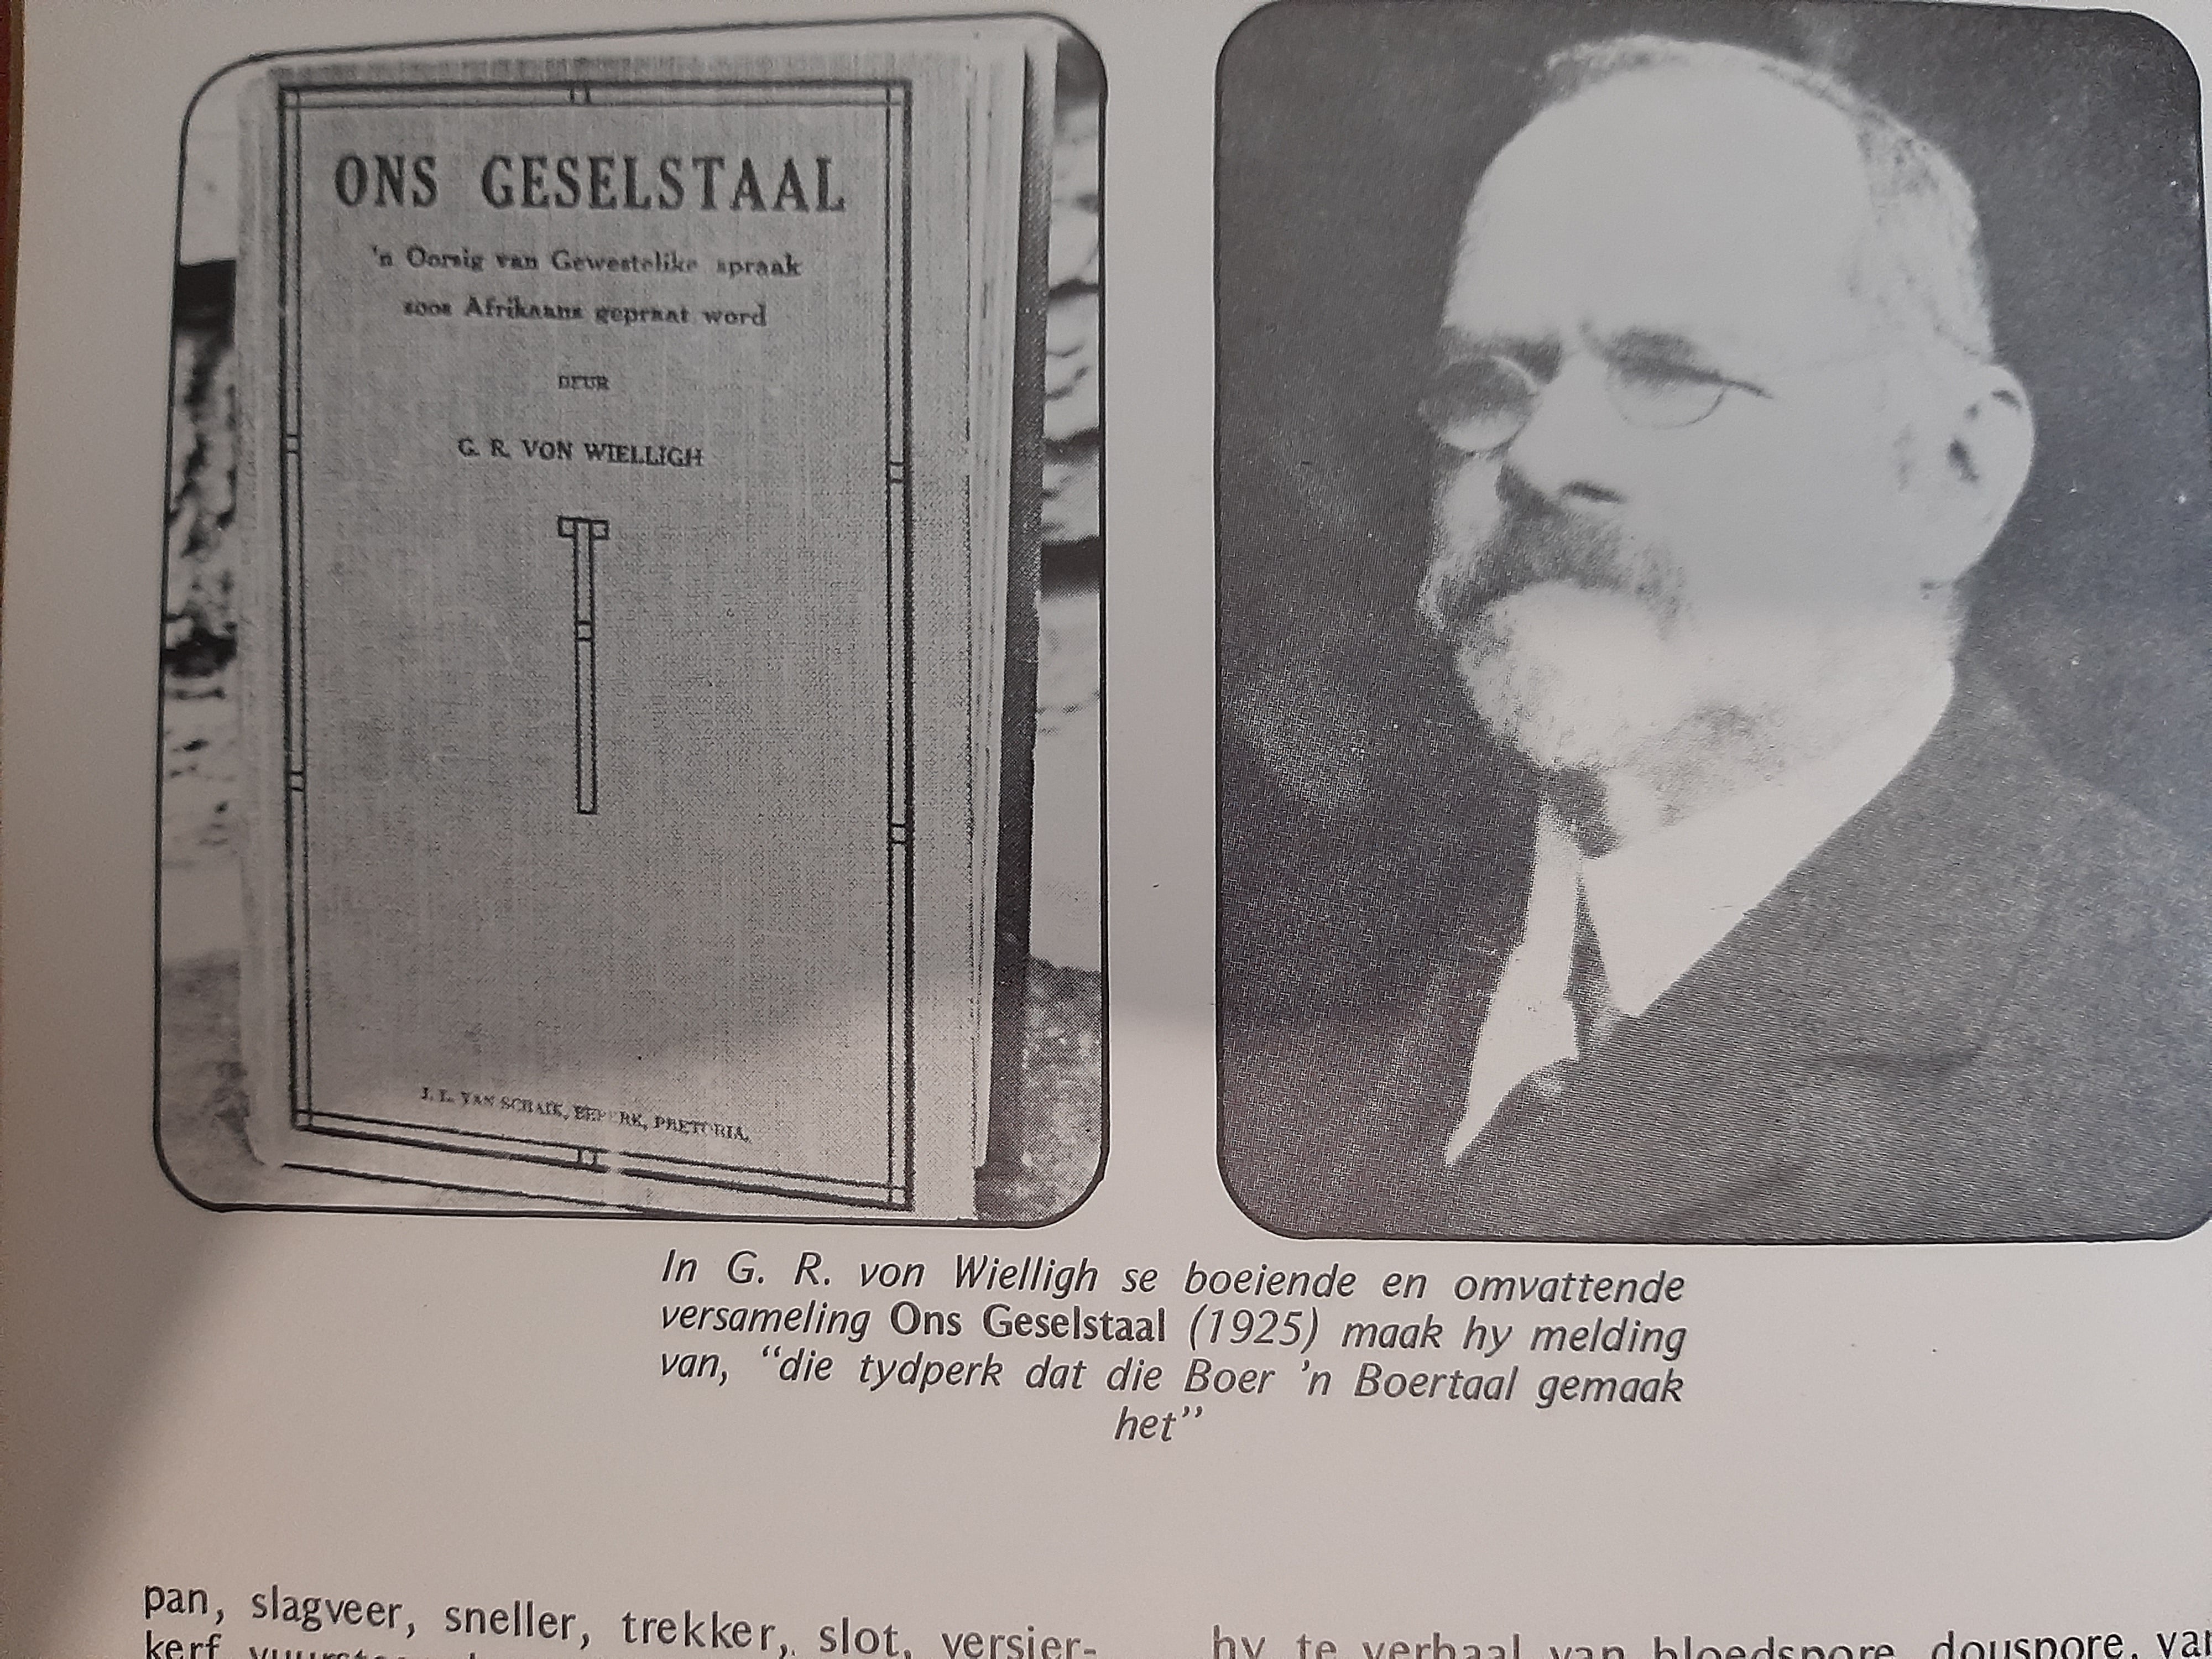 ONS GESELSTAAL
'n Oorsig van Gewestelike spraak
soos Afrikaans gepraat word
DEUR
G. R. VON WIELLIGH
J. L. VAN SCHAIK, BEPERK, PRETORIA.
In G. R. von Wielligh se boeiende en omvattende
versameling Ons Geselstaal (1925) maak hy melding
van, “die tydperk dat die Boer 'n Boertaal gemaak
het”
pan, slagveer, sneller, trekker, slot, versier-
kerf
hy te verhaal van bloedspore, douspore, van